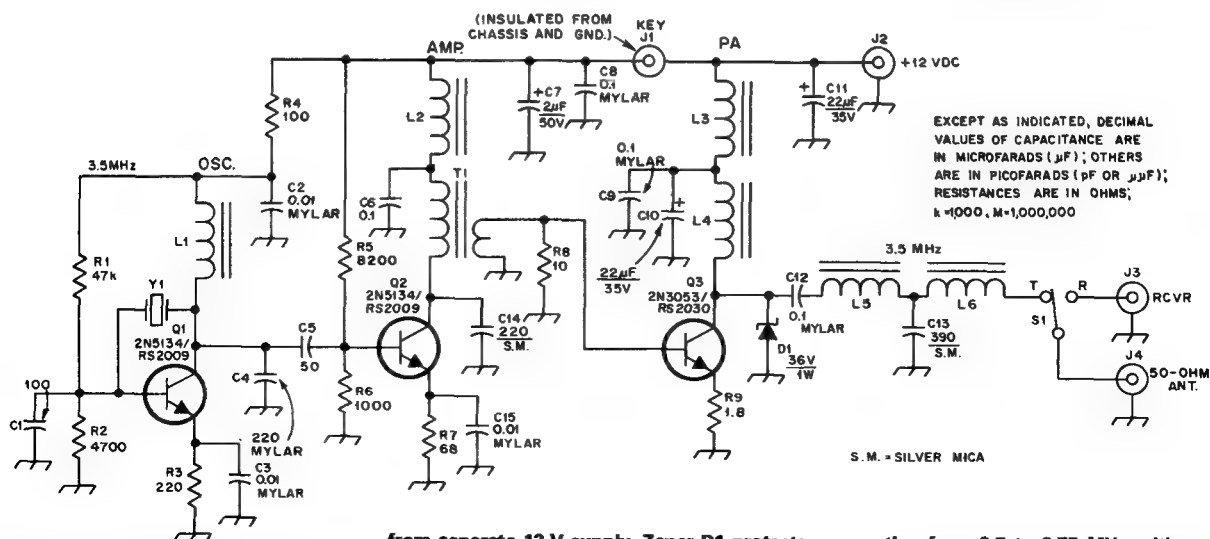 (INSULATED FROM
CHASSIS AND GND.)
KEY
J1
AMP.
PA
J2
+12 VDC
R4
100
L2
+
C7
2µF
50V
C8
0.1
MYLAR
L3
+
C11
22µF
35V
EXCEPT AS INDICATED, DECIMAL
VALUES OF CAPACITANCE ARE
IN MICROFARADS (µF); OTHERS
ARE IN PICOFARADS (pF OR µµF);
RESISTANCES ARE IN OHMS;
k=1,000, M=1,000,000
3.5MHz
OSC.
C2
0.01
MYLAR
L1
C6
0.1
T1
0.1
MYLAR
C9
C10
+
22µF
35V
L4
R1
47k
Y1
Q1
2N5134/
RS2009
R5
8200
Q2
2N5134/
RS2009
R8
10
Q3
2N3053/
RS2030
C12
0.1
MYLAR
3.5 MHz
L5
L6
T
R
S1
J3
RCVR
C5
50
C14
220
S.M.
D1
36V
1W
C13
390
S.M.
J4
50-OHM
ANT.
100
C1
R2
4700
C4
220
MYLAR
R6
1000
R3
220
C3
0.01
MYLAR
R7
68
C15
0.01
MYLAR
R9
1.8
S.M. = SILVER MICA